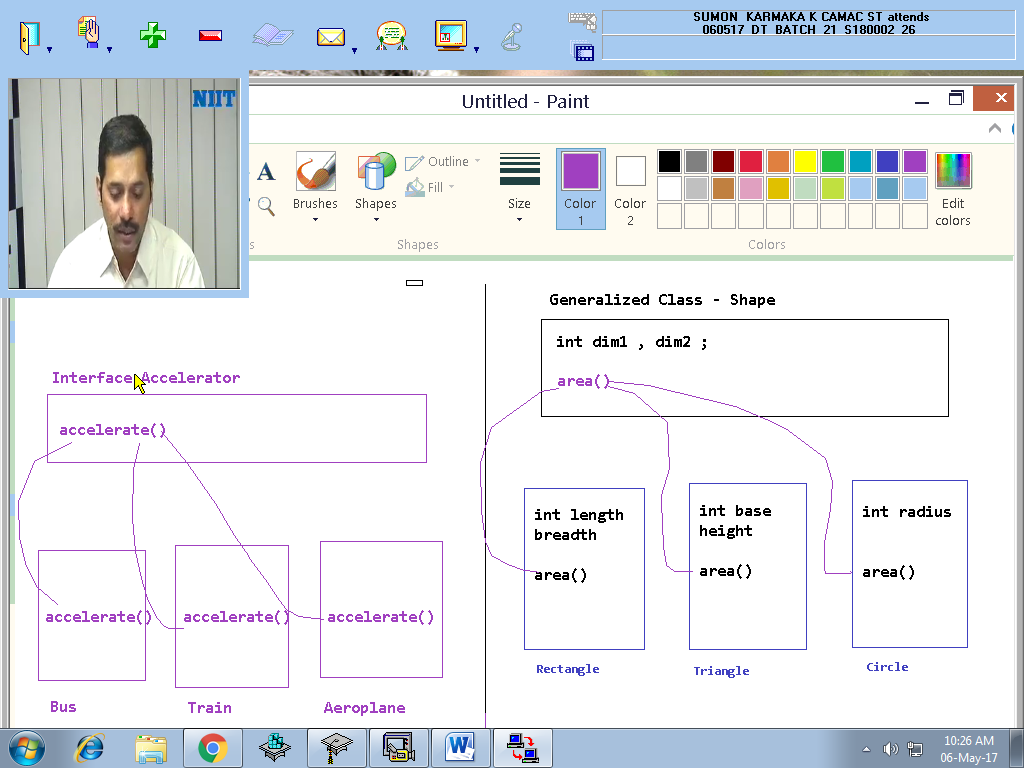 SUMON KARMAKA K CAMAC ST attends
060517 DT BATCH 21 S180002 26
NIIT
Untitled - Paint
A
Outline
Fill
Brushes
Shapes
Size
Color 1
Color 2
Edit colors
Shapes
Colors
Generalized Class - Shape
int dim1 , dim2 ;
area()
Interface Accelerator
accelerate()
int length
breadth
area()
int base
height
area()
int radius
area()
accelerate()
accelerate()
accelerate()
Rectangle
Triangle
Circle
Bus
Train
Aeroplane
10:26 AM
06-May-17